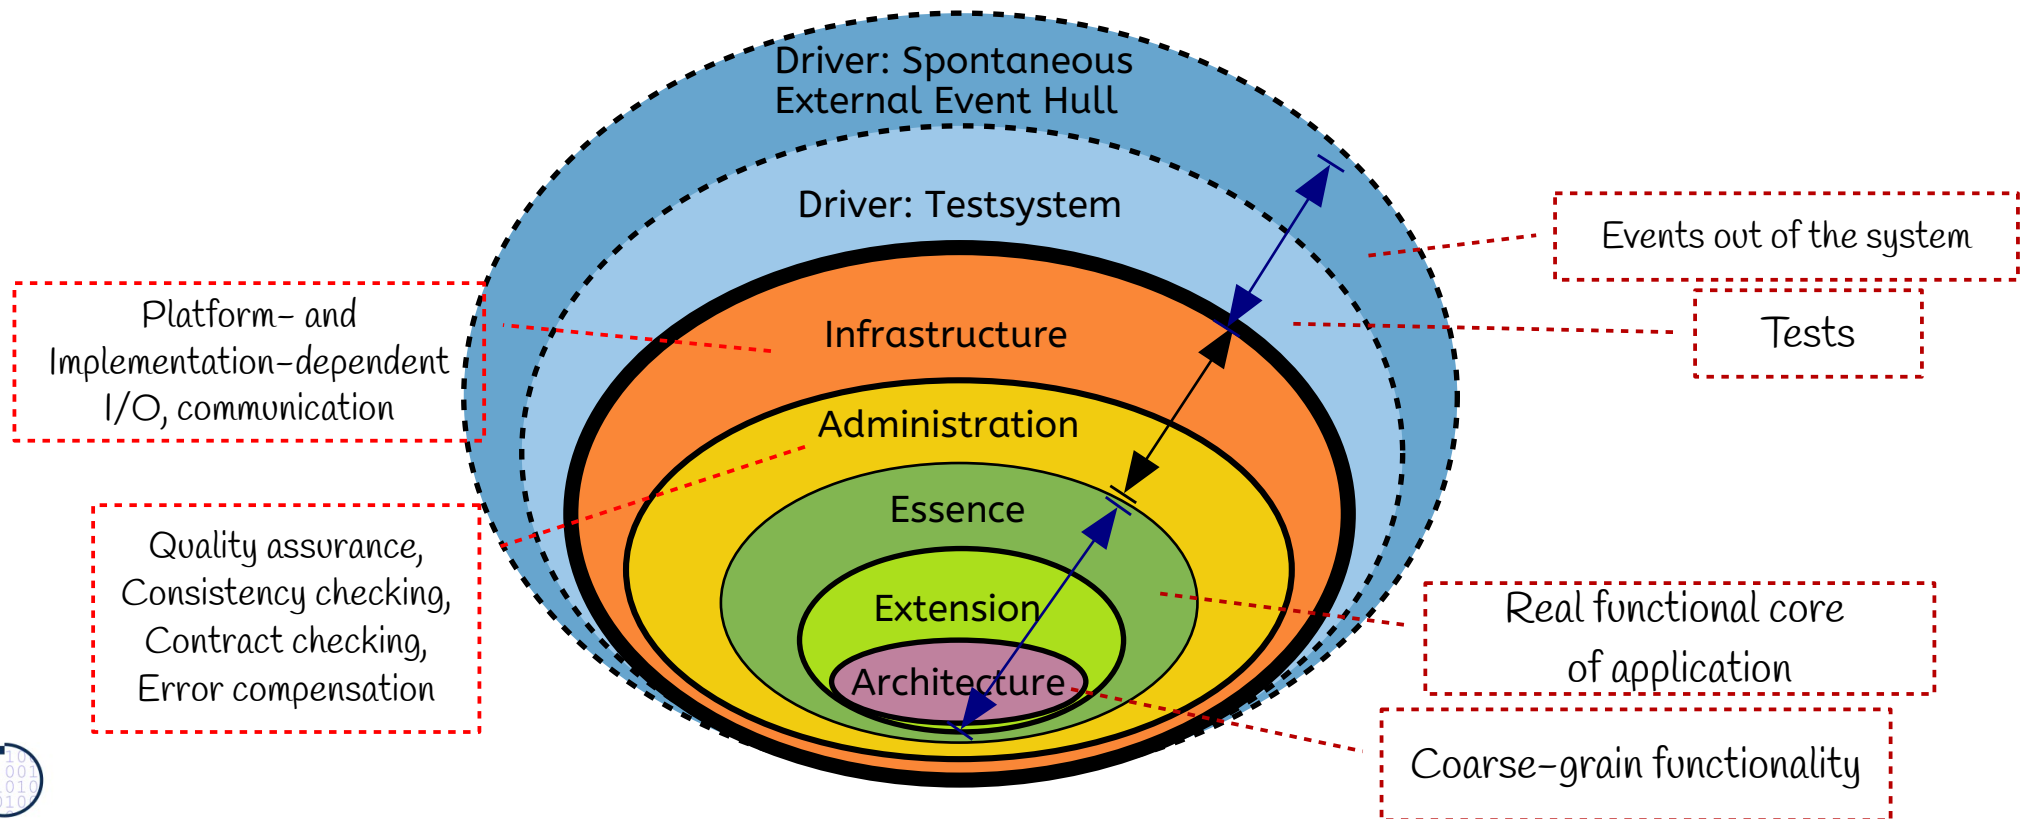 Driver: Spontaneous
External Event Hull
Driver: Testsystem
Events out of the system
Tests
Platform- and
Implementation-dependent
I/O, communication
Infrastructure
Administration
Essence
Quality assurance,
Consistency checking,
Contract checking,
Error compensation
Extension
Real functional core
of application
Architecture
Coarse-grain functionality